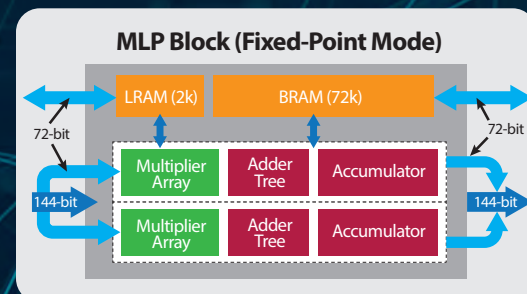 MLP Block (Fixed-Point Mode)
LRAM (2k)
BRAM (72k)
72-bit
72-bit
Multiplier
Array
Adder
Tree
Accumulator
144-bit
144-bit
Multiplier
Array
Adder
Tree
Accumulator